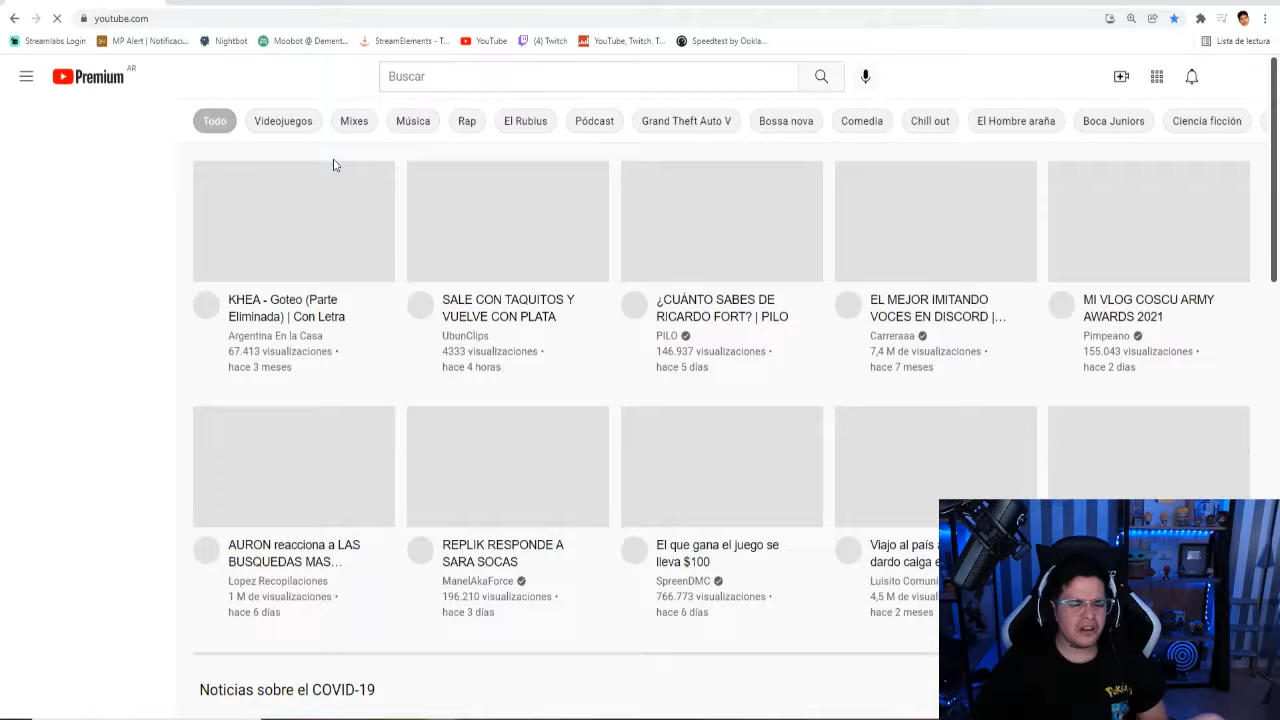 youtube.com
Streamlabs Login MP Alert | Notificaci... Nightbot Moobot @ Dement... StreamElements - T... YouTube (4) Twitch YouTube, Twitch, T... Speedtest by Ookla... Lista de lectura
Premium AR
Buscar
Todo Videojuegos Mixes Música Rap El Rubius Pódcast Grand Theft Auto V Bossa nova Comedia Chill out El Hombre araña Boca Juniors Ciencia ficción
KHEA - Goteo (Parte
Eliminada) | Con Letra
Argentina En la Casa
67.413 visualizaciones •
hace 3 meses
SALE CON TAQUITOS Y
VUELVE CON PLATA
UbunClips
4333 visualizaciones •
hace 4 horas
¿CUÁNTO SABES DE
RICARDO FORT? | PILO
PILO
146.937 visualizaciones •
hace 5 días
EL MEJOR IMITANDO
VOCES EN DISCORD |...
Carreraaa
7,4 M de visualizaciones •
hace 7 meses
MI VLOG COSCU ARMY
AWARDS 2021
Pimpeano
155.043 visualizaciones •
hace 2 días
AURON reacciona a LAS
BUSQUEDAS MAS...
Lopez Recopilaciones
1 M de visualizaciones •
hace 6 días
REPLIK RESPONDE A
SARA SOCAS
ManelAkaForce
196.210 visualizaciones •
hace 3 días
El que gana el juego se
lleva $100
SpreenDMC
766.773 visualizaciones •
hace 6 días
Viajo al país
dardo caiga
Luisito Comuni
4,5 M de visual
hace 2 meses
Noticias sobre el COVID-19